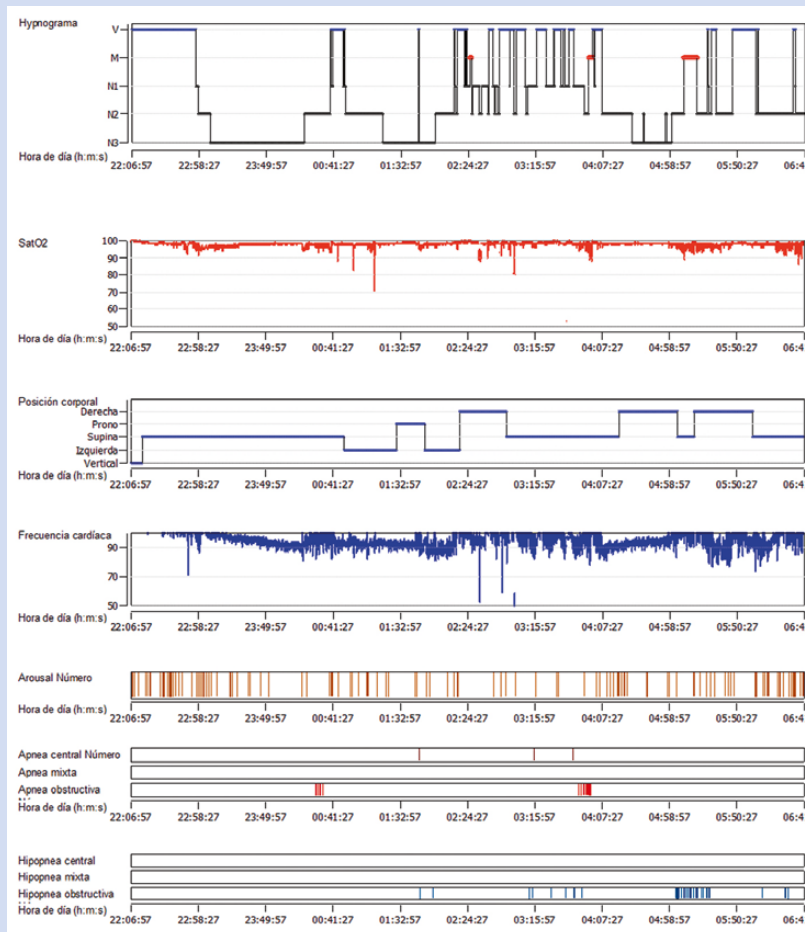 Hypnograma
V
M
N1
N2
N3
Hora de día (h:m:s)
22:06:57 22:58:27 23:49:57 00:41:27 01:32:57 02:24:27 03:15:57 04:07:27 04:58:57 05:50:27 06:4
SatO2
100
90
80
70
60
50
Hora de día (h:m:s)
22:06:57 22:58:27 23:49:57 00:41:27 01:32:57 02:24:27 03:15:57 04:07:27 04:58:57 05:50:27 06:4
Posición corporal
Derecha
Prono
Supina
Izquierda
Vertical
Hora de día (h:m:s)
22:06:57 22:58:27 23:49:57 00:41:27 01:32:57 02:24:27 03:15:57 04:07:27 04:58:57 05:50:27 06:4
Frecuencia cardíaca
90
70
50
Hora de día (h:m:s)
22:06:57 22:58:27 23:49:57 00:41:27 01:32:57 02:24:27 03:15:57 04:07:27 04:58:57 05:50:27 06:4
Arousal Número
Hora de día (h:m:s)
22:06:57 22:58:27 23:49:57 00:41:27 01:32:57 02:24:27 03:15:57 04:07:27 04:58:57 05:50:27 06:4
Apnea central Número
Apnea mixta
Apnea obstructiva
Hora de día (h:m:s)
22:06:57 22:58:27 23:49:57 00:41:27 01:32:57 02:24:27 03:15:57 04:07:27 04:58:57 05:50:27 06:4
Hipopnea central
Hipopnea mixta
Hipopnea obstructiva
Hora de día (h:m:s)
22:06:57 22:58:27 23:49:57 00:41:27 01:32:57 02:24:27 03:15:57 04:07:27 04:58:57 05:50:27 06:4